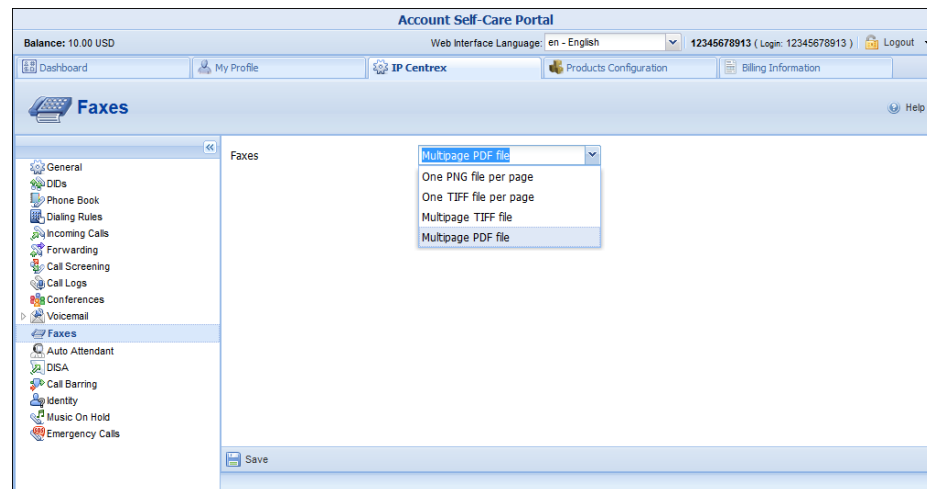 Account Self-Care Portal
Balance: 10.00 USD Web Interface Language: en - English 12345678913 ( Login: 12345678913 ) Logout
Dashboard My Profile IP Centrex Products Configuration Billing Information
Faxes Help
Faxes Multipage PDF file
One PNG file per page
One TIFF file per page
Multipage TIFF file
Multipage PDF file
General
DIDs
Phone Book
Dialing Rules
Incoming Calls
Forwarding
Call Screening
Call Logs
Conferences
Voicemail
Faxes
Auto Attendant
DISA
Call Barring
Identity
Music On Hold
Emergency Calls
Save